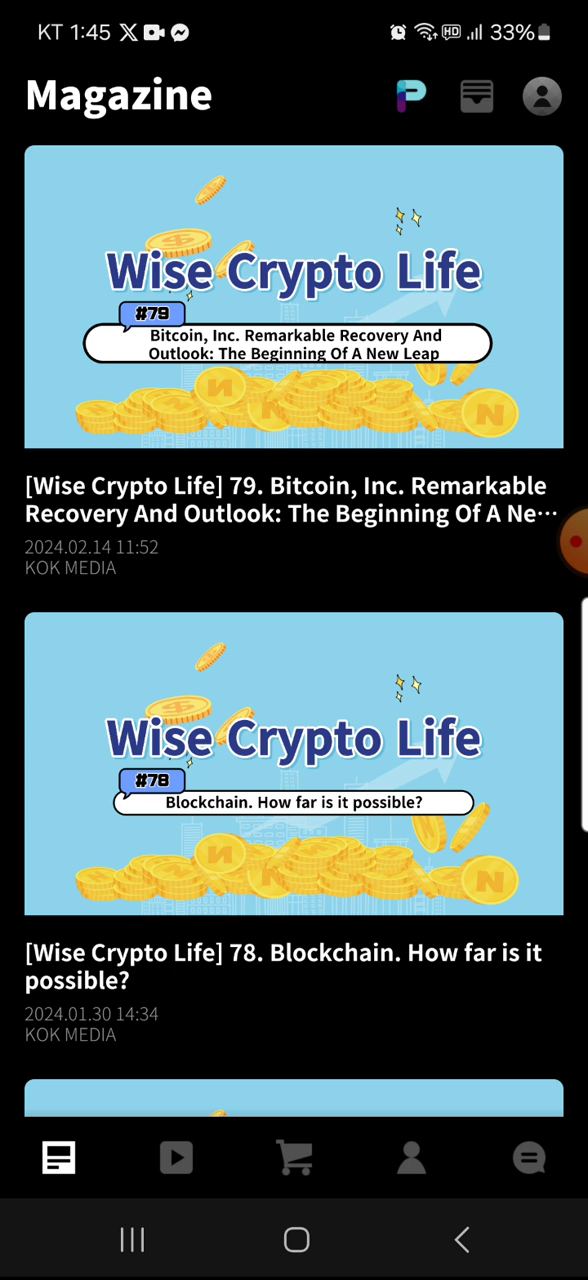 KT 1:45
HD
33%
Magazine
Wise Crypto Life
#79
Bitcoin, Inc. Remarkable Recovery And
Outlook: The Beginning Of A New Leap
[Wise Crypto Life] 79. Bitcoin, Inc. Remarkable
Recovery And Outlook: The Beginning Of A Ne…
2024.02.14 11:52
KOK MEDIA
Wise Crypto Life
#78
Blockchain. How far is it possible?
[Wise Crypto Life] 78. Blockchain. How far is it
possible?
2024.01.30 14:34
KOK MEDIA